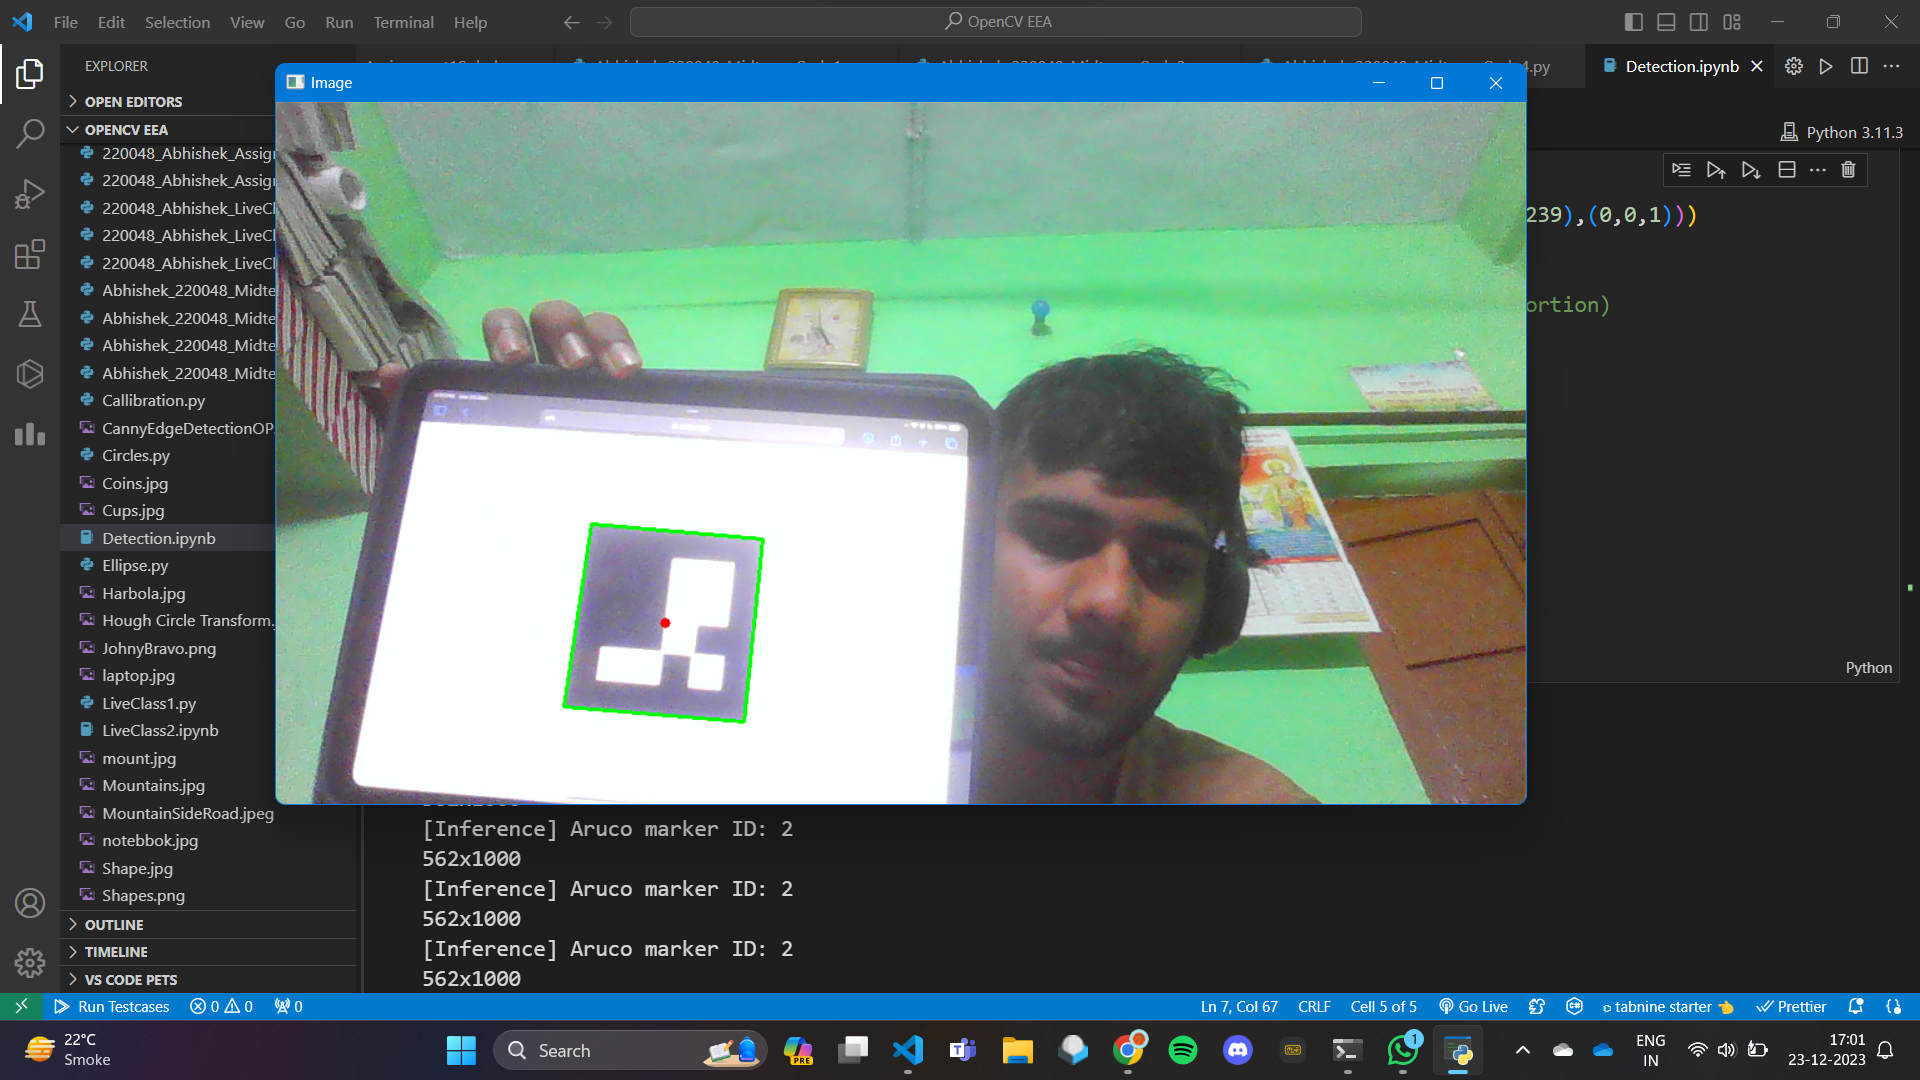 File Edit Selection View Go Run Terminal Help
OpenCV EEA
EXPLORER
OPEN EDITORS
OPENCV EEA
220048_Abhishek_Assign
220048_Abhishek_Assign
220048_Abhishek_LiveCl
220048_Abhishek_LiveCl
220048_Abhishek_LiveCl
Abhishek_220048_Midte
Abhishek_220048_Midte
Abhishek_220048_Midte
Abhishek_220048_Midte
Callibration.py
CannyEdgeDetectionOP
Circles.py
Coins.jpg
Cups.jpg
Detection.ipynb
Ellipse.py
Harbola.jpg
Hough Circle Transform.
JohnyBravo.png
laptop.jpg
LiveClass1.py
LiveClass2.ipynb
mount.jpg
Mountains.jpg
MountainSideRoad.jpeg
notebbok.jpg
Shape.jpg
Shapes.png
OUTLINE
TIMELINE
VS CODE PETS
4.py
Detection.ipynb
Image
Python 3.11.3
239),(0,0,1)))
ortion)
Python
[Inference] Aruco marker ID: 2
562x1000
[Inference] Aruco marker ID: 2
562x1000
[Inference] Aruco marker ID: 2
562x1000
Run Testcases 0 0 0
Ln 7, Col 67 CRLF Cell 5 of 5 Go Live tabnine starter Prettier
22°C
Smoke
Search
PRE
1
ENG
IN
17:01
23-12-2023